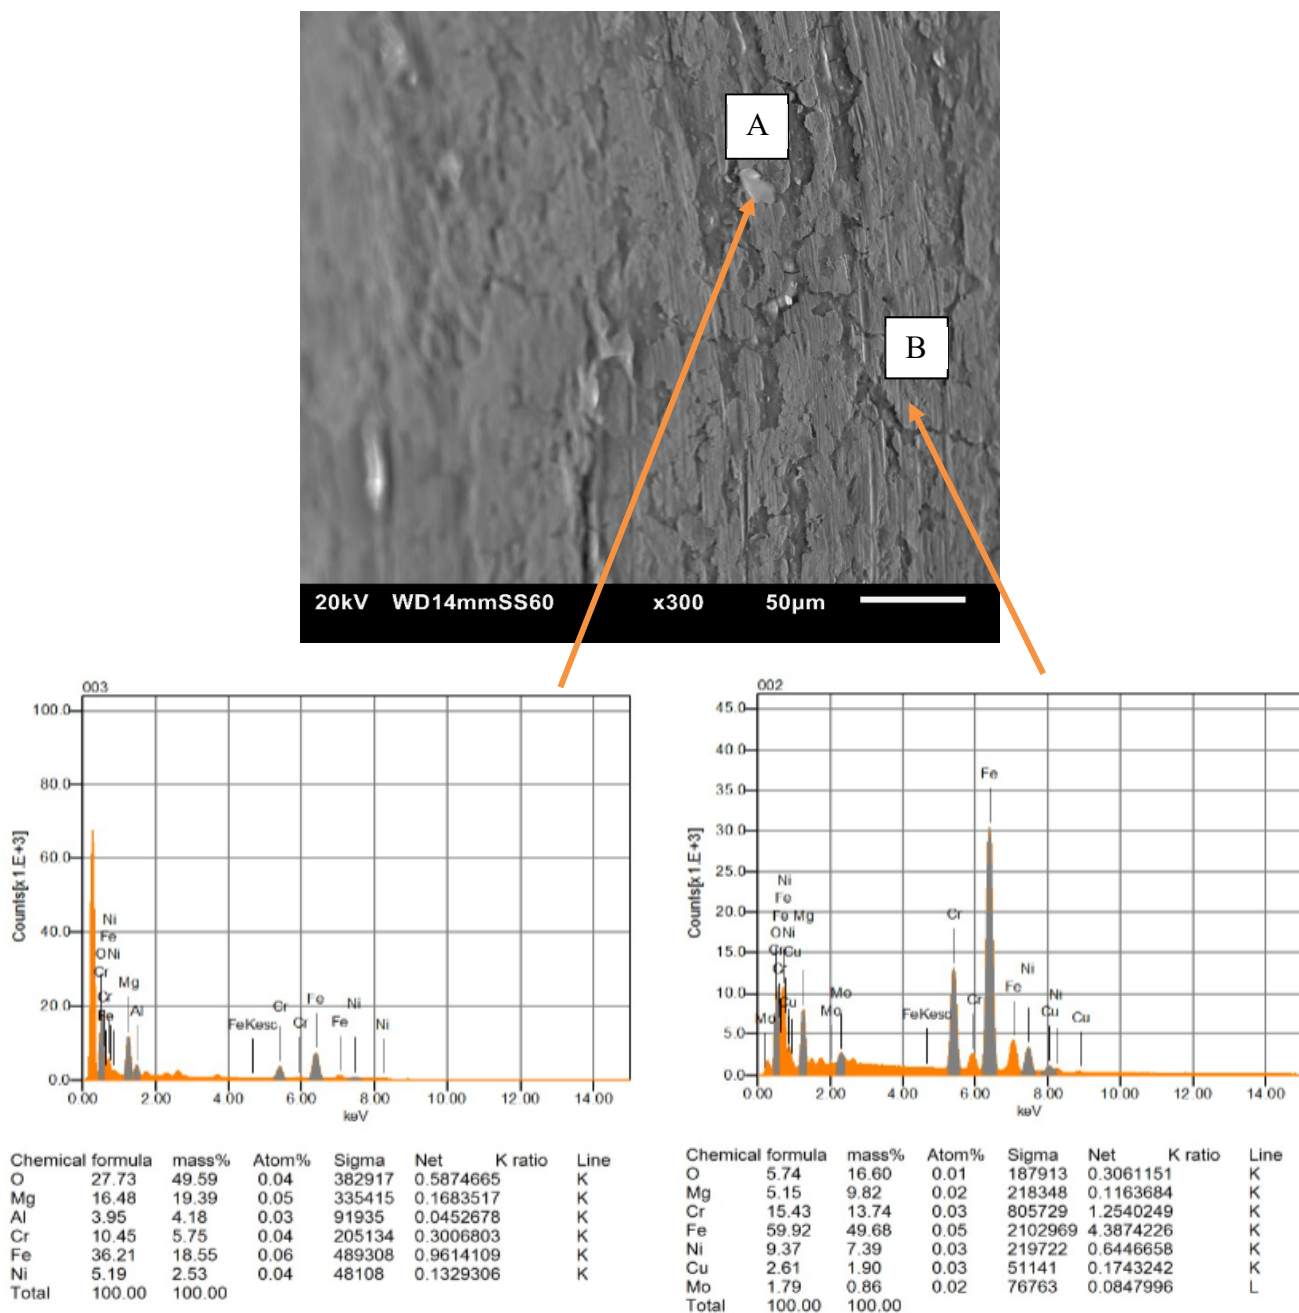 A
B
20kV WD14mmSS60 x300 50µm
003
100.0
80.0
60.0
40.0
20.0
0.0
Counts[x1.E+3]
Ni
Fe
O Ni
Cr Mg
Cr Al
Fe
FeKesc Cr Cr Fe Fe Ni Ni
0.00 2.00 4.00 6.00 8.00 10.00 12.00 14.00
keV
Chemical formula mass% Atom% Sigma Net K ratio Line
O 27.73 49.59 0.04 382917 0.5874665 K
Mg 16.48 19.39 0.05 335415 0.1683517 K
Al 3.95 4.18 0.03 91935 0.0452678 K
Cr 10.45 5.75 0.04 205134 0.3006803 K
Fe 36.21 18.55 0.06 489308 0.9614109 K
Ni 5.19 2.53 0.04 48108 0.1329306 K
Total 100.00 100.00
002
45.0
40.0
35.0
30.0
25.0
20.0
15.0
10.0
5.0
0.0
Counts[x1.E+3]
Ni
Fe
Fe Mg
O Ni
Cr Cu
Cr
Cu
Mo Mo Mo
FeKesc Cr Cr Fe Fe Ni Ni
Cu Cu
0.00 2.00 4.00 6.00 8.00 10.00 12.00 14.00
keV
Chemical formula mass% Atom% Sigma Net K ratio Line
O 5.74 16.60 0.01 187913 0.3061151 K
Mg 5.15 9.82 0.02 218348 0.1163684 K
Cr 15.43 13.74 0.03 805729 1.2540249 K
Fe 59.92 49.68 0.05 2102969 4.3874226 K
Ni 9.37 7.39 0.03 219722 0.6446658 K
Cu 2.61 1.90 0.03 51141 0.1743242 K
Mo 1.79 0.86 0.02 76763 0.0847996 L
Total 100.00 100.00